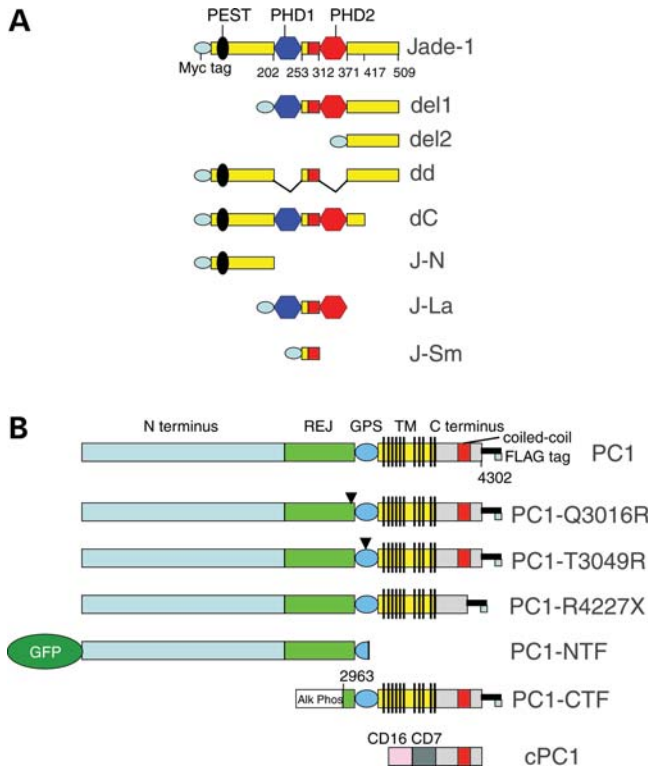 A
PEST PHD1 PHD2
Jade-1
Myc tag
202 253 312 371 417 509
del1
del2
dd
dC
J-N
J-La
J-Sm
B
N terminus REJ GPS TM C terminus
coiled-coil
FLAG tag
PC1
4302
PC1-Q3016R
PC1-T3049R
PC1-R4227X
GFP
PC1-NTF
2963
Alk Phos
PC1-CTF
CD16 CD7
cPC1